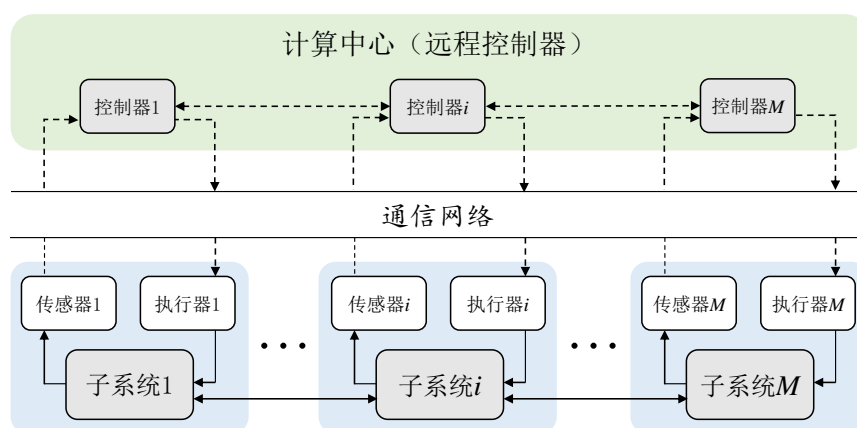 计算中心（远程控制器）
控制器1 控制器i 控制器M
通信网络
传感器1 执行器1 传感器i 执行器i 传感器M 执行器M
子系统1 子系统i 子系统M